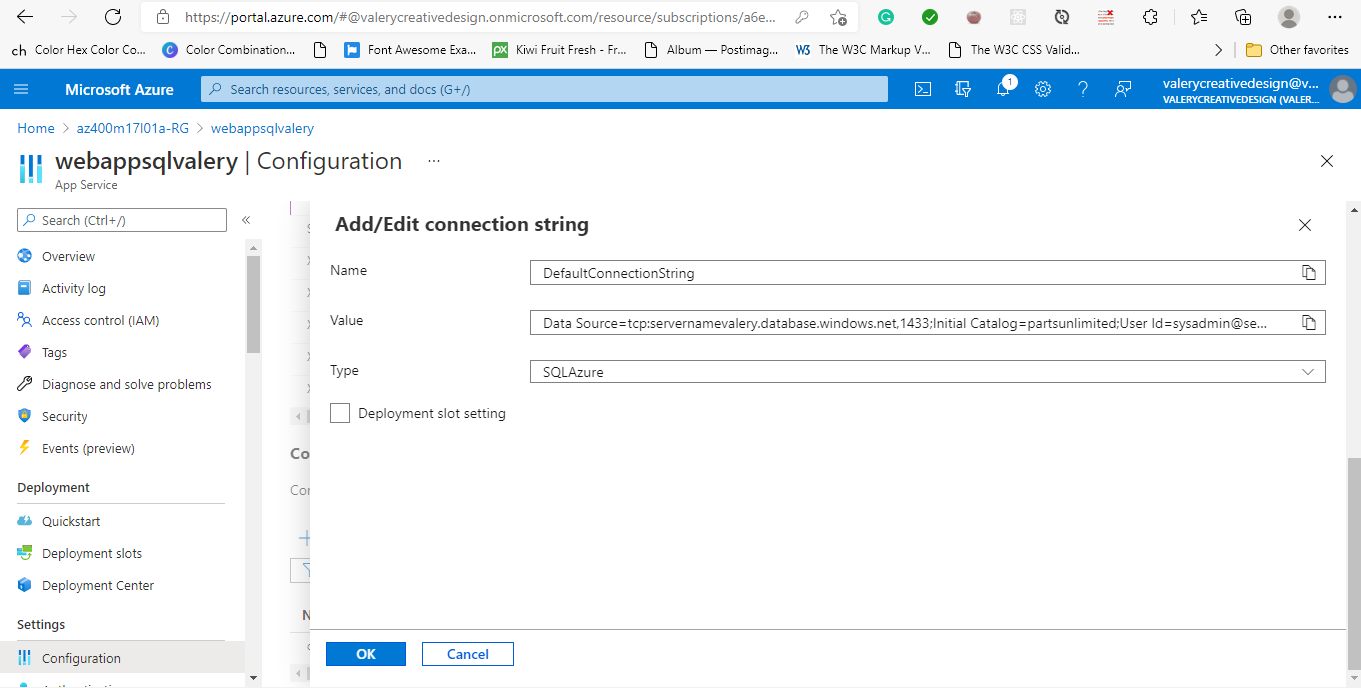 https://portal.azure.com/#@valerycreativedesign.onmicrosoft.com/resource/subscriptions/a6e...
ch Color Hex Color Co...
C Color Combination...
Font Awesome Exa...
px Kiwi Fruit Fresh - Fr...
Album — Postimag...
W3 The W3C Markup V...
The W3C CSS Valid...
Other favorites
Microsoft Azure
Search resources, services, and docs (G+/)
1
valerycreativedesign@v...
VALERYCREATIVEDESIGN (VALER...
Home > az400m17l01a-RG > webappsqlvalery
webappsqlvalery | Configuration ...
App Service
Search (Ctrl+/)
«
Overview
Activity log
Access control (IAM)
Tags
Diagnose and solve problems
Security
Events (preview)
Deployment
Quickstart
Deployment slots
Deployment Center
Settings
Configuration
Co
Con
Add/Edit connection string
Name
DefaultConnectionString
Value
Data Source=tcp:servernamevalery.database.windows.net,1433;Initial Catalog=partsunlimited;User Id=sysadmin@se...
Type
SQLAzure
Deployment slot setting
OK
Cancel